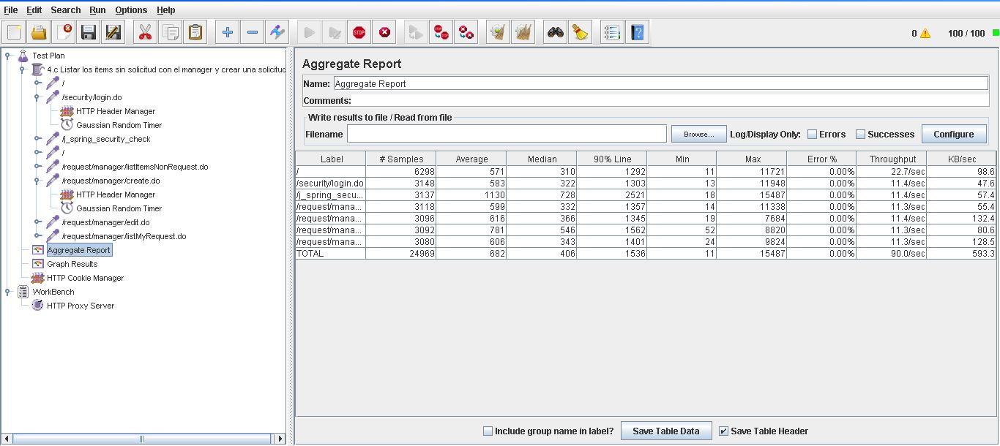 File Edit Search Run Options Help
0 100 / 100
Test Plan
4.c Listar los items sin solicitud con el manager y crear una solicitud
/
/security/login.do
HTTP Header Manager
Gaussian Random Timer
/j_spring_security_check
/
/request/manager/listItemsNonRequest.do
/request/manager/create.do
HTTP Header Manager
Gaussian Random Timer
/request/manager/edit.do
/request/manager/listMyRequest.do
Aggregate Report
Graph Results
HTTP Cookie Manager
WorkBench
HTTP Proxy Server
Aggregate Report
Name: Aggregate Report
Comments:
Write results to file / Read from file
Filename Browse... Log/Display Only: Errors Successes Configure
Label # Samples Average Median 90% Line Min Max Error % Throughput KB/sec
/ 6298 571 310 1292 11 11721 0.00% 22.7/sec 98.6
/security/login.do 3148 583 322 1303 13 11948 0.00% 11.4/sec 47.6
/j_spring_secu... 3137 1130 728 2521 18 15487 0.00% 11.4/sec 57.4
/request/mana... 3118 599 332 1357 14 11338 0.00% 11.3/sec 55.4
/request/mana... 3096 616 366 1345 19 7684 0.00% 11.4/sec 132.4
/request/mana... 3092 781 546 1562 52 8820 0.00% 11.3/sec 80.6
/request/mana... 3080 606 343 1401 24 9824 0.00% 11.3/sec 128.5
TOTAL 24969 682 406 1536 11 15487 0.00% 90.0/sec 593.3
Include group name in label? Save Table Data Save Table Header